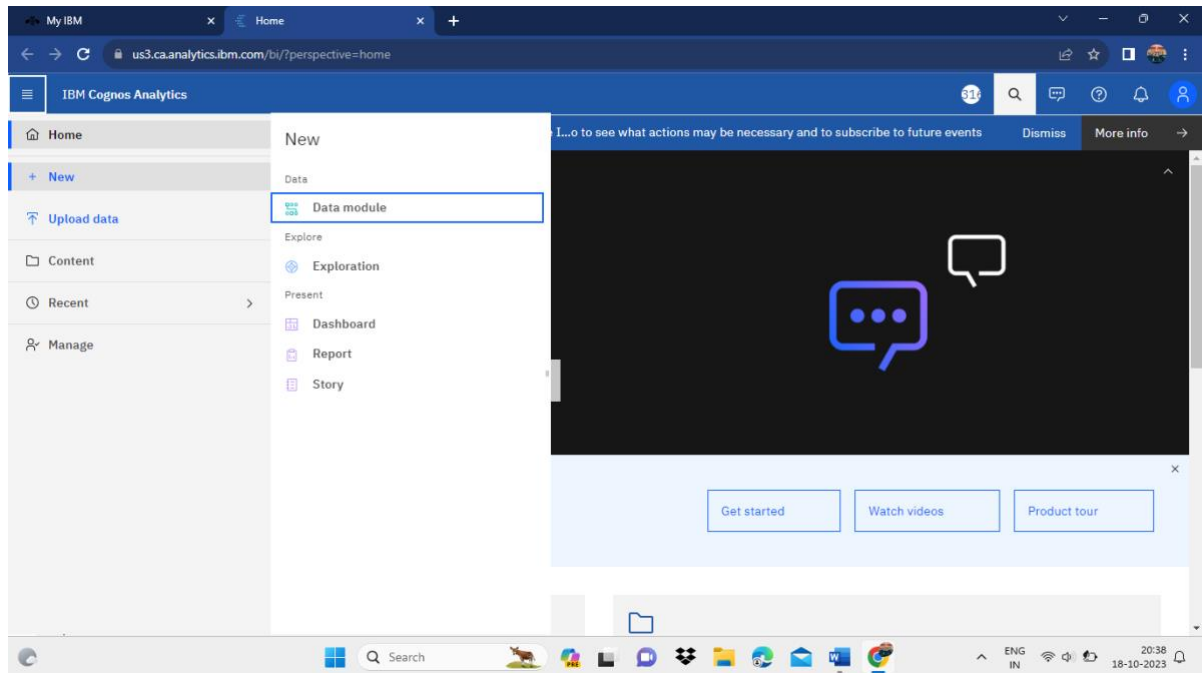 My IBM
Home
us3.ca.analytics.ibm.com/bi/?perspective=home
IBM Cognos Analytics
Home
New
I...o to see what actions may be necessary and to subscribe to future events
Dismiss
More info
New
Data
Upload data
Data module
Explore
Content
Exploration
Recent
Present
Dashboard
Manage
Report
Story
Get started
Watch videos
Product tour
Search
PRE
ENG
IN
20:38
18-10-2023